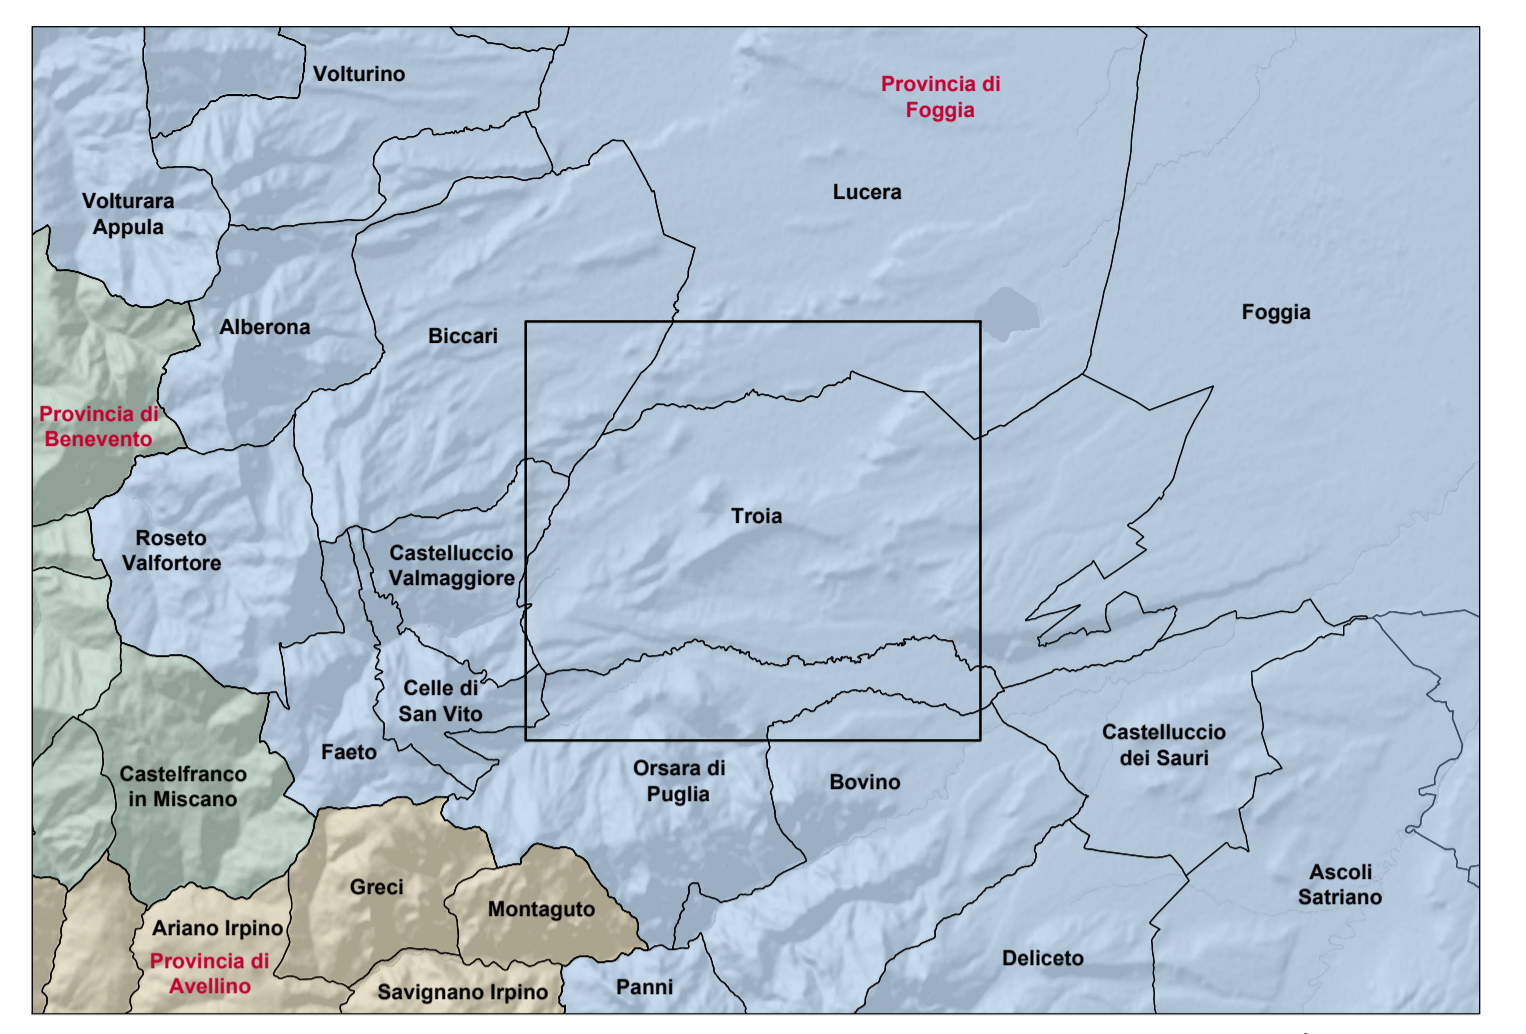 Volturino
Provincia di
Foggia
Volturara
Appula
Lucera
Alberona
Biccari
Foggia
Provincia di
Benevento
Troia
Roseto
Valfortore
Castelluccio
Valmaggiore
Celle di
San Vito
Faeto
Castelluccio
dei Sauri
Castelfranco
in Miscano
Orsara di
Puglia
Bovino
Greci
Montaguto
Ascoli
Satriano
Ariano Irpino
Provincia di
Avellino
Savignano Irpino
Panni
Deliceto